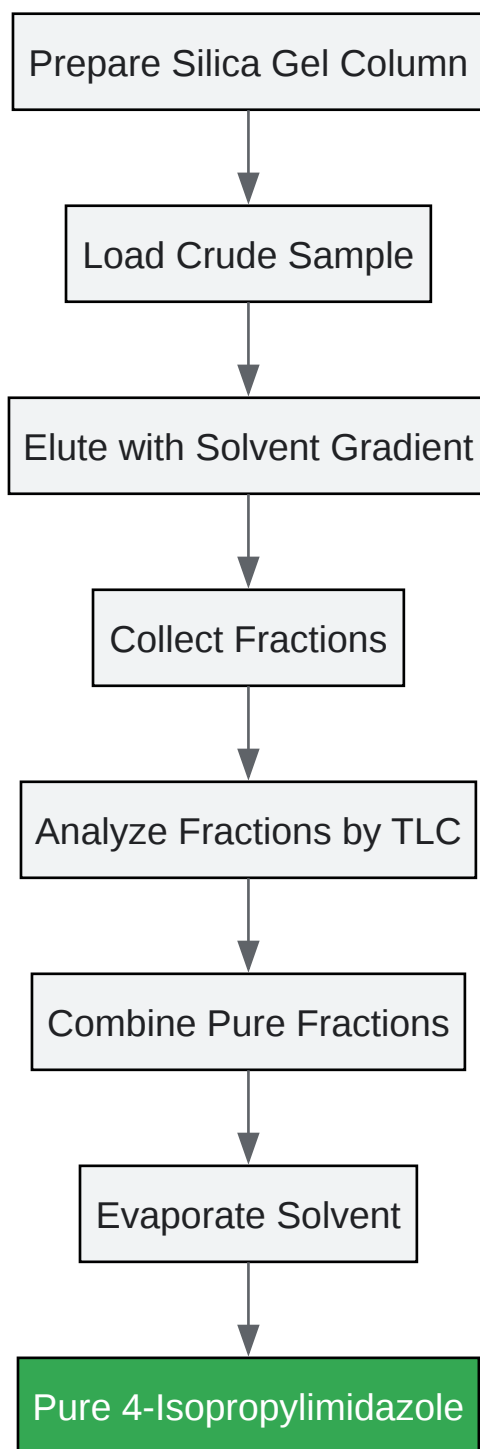 Prepare Silica Gel Column
Load Crude Sample
Elute with Solvent Gradient
Collect Fractions
Analyze Fractions by TLC
Combine Pure Fractions
Evaporate Solvent
Pure 4-Isopropylimidazole